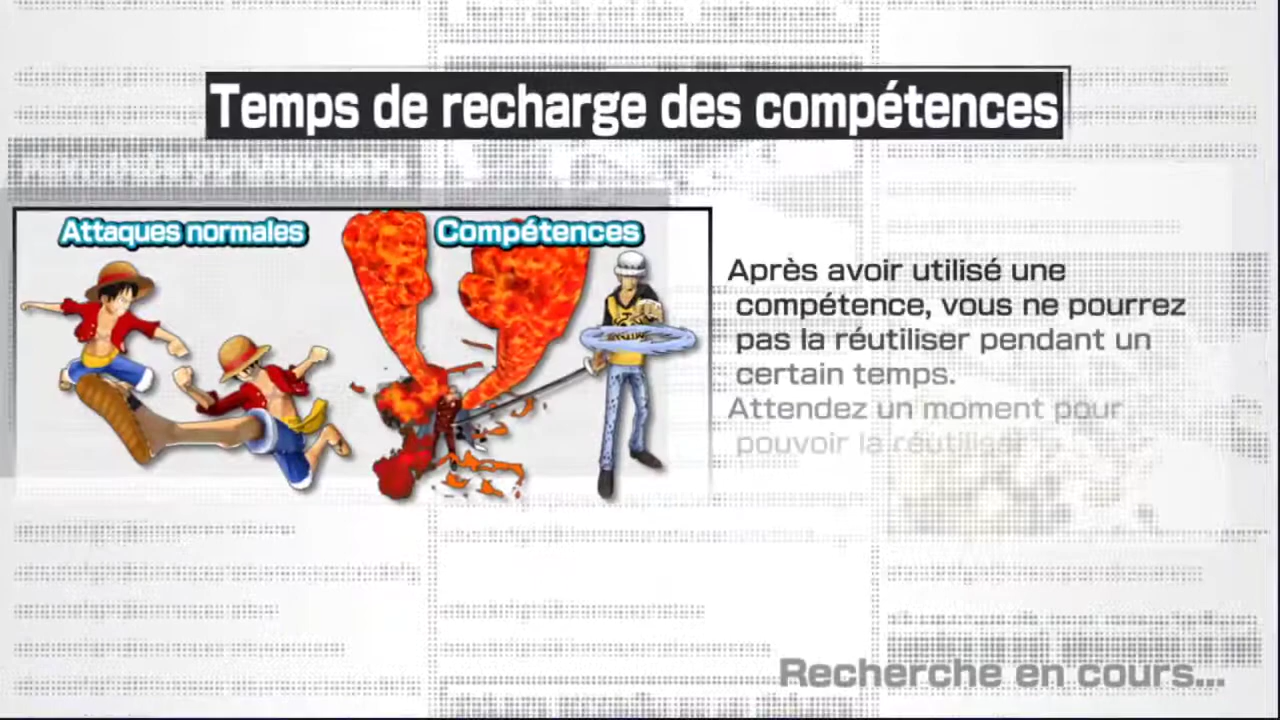 Temps de recharge des compétences
Attaques normales
Compétences
Après avoir utilisé une
compétence, vous ne pourrez
pas la réutiliser pendant un
certain temps.
Attendez un moment pour
pouvoir la réutiliser
Recherche en cours...